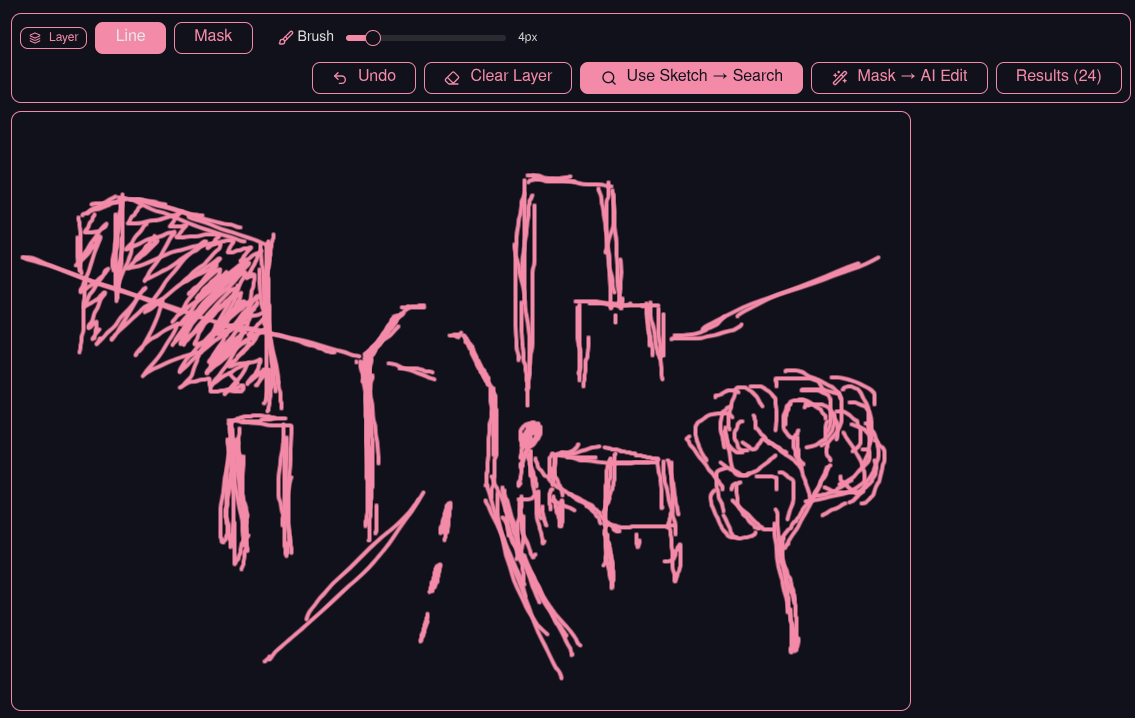 Layer Line Mask Brush 4px
Undo Clear Layer Use Sketch → Search Mask → AI Edit Results (24)